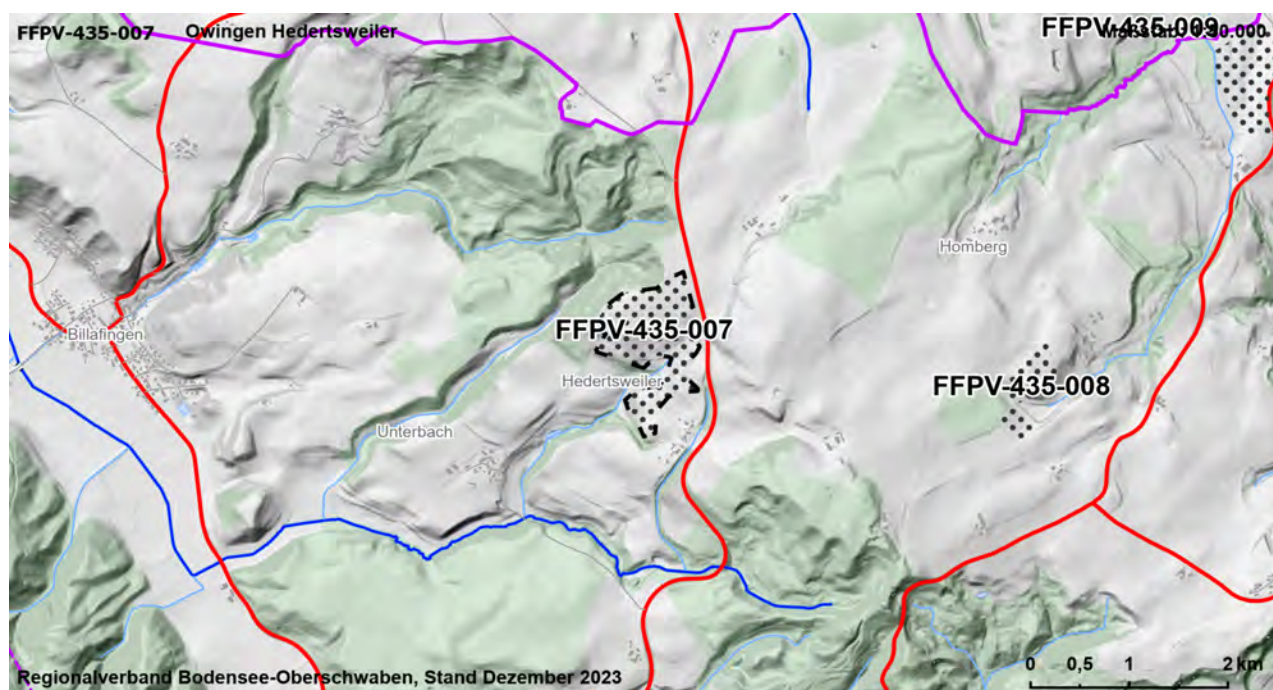 FFPV-435-007 Owingen Hedertsweiler
FFPV-435-009
Homberg
FFPV-435-007
Billafingen
Hedertsweiler
FFPV-435-008
Unterbach
Regionalverband Bodensee-Oberschwaben, Stand Dezember 2023
0 0,5 1 2 km